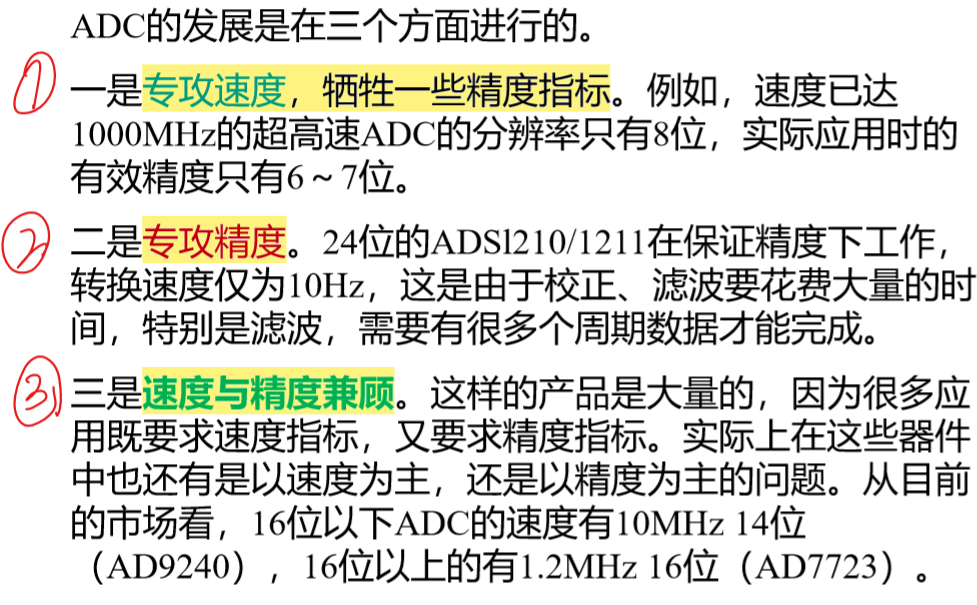 ADC的发展是在三个方面进行的。
① 一是专攻速度，牺牲一些精度指标。例如，速度已达
1000MHz的超高速ADC的分辨率只有8位，实际应用时的
有效精度只有6～7位。
② 二是专攻精度。24位的ADSl210/1211在保证精度下工作，
转换速度仅为10Hz，这是由于校正、滤波要花费大量的时
间，特别是滤波，需要有很多个周期数据才能完成。
③ 三是速度与精度兼顾。这样的产品是大量的，因为很多应
用既要求速度指标，又要求精度指标。实际上在这些器件
中也还有是以速度为主，还是以精度为主的问题。从目前
的市场看，16位以下ADC的速度有10MHz 14位
（AD9240），16位以上的有1.2MHz 16位（AD7723）。